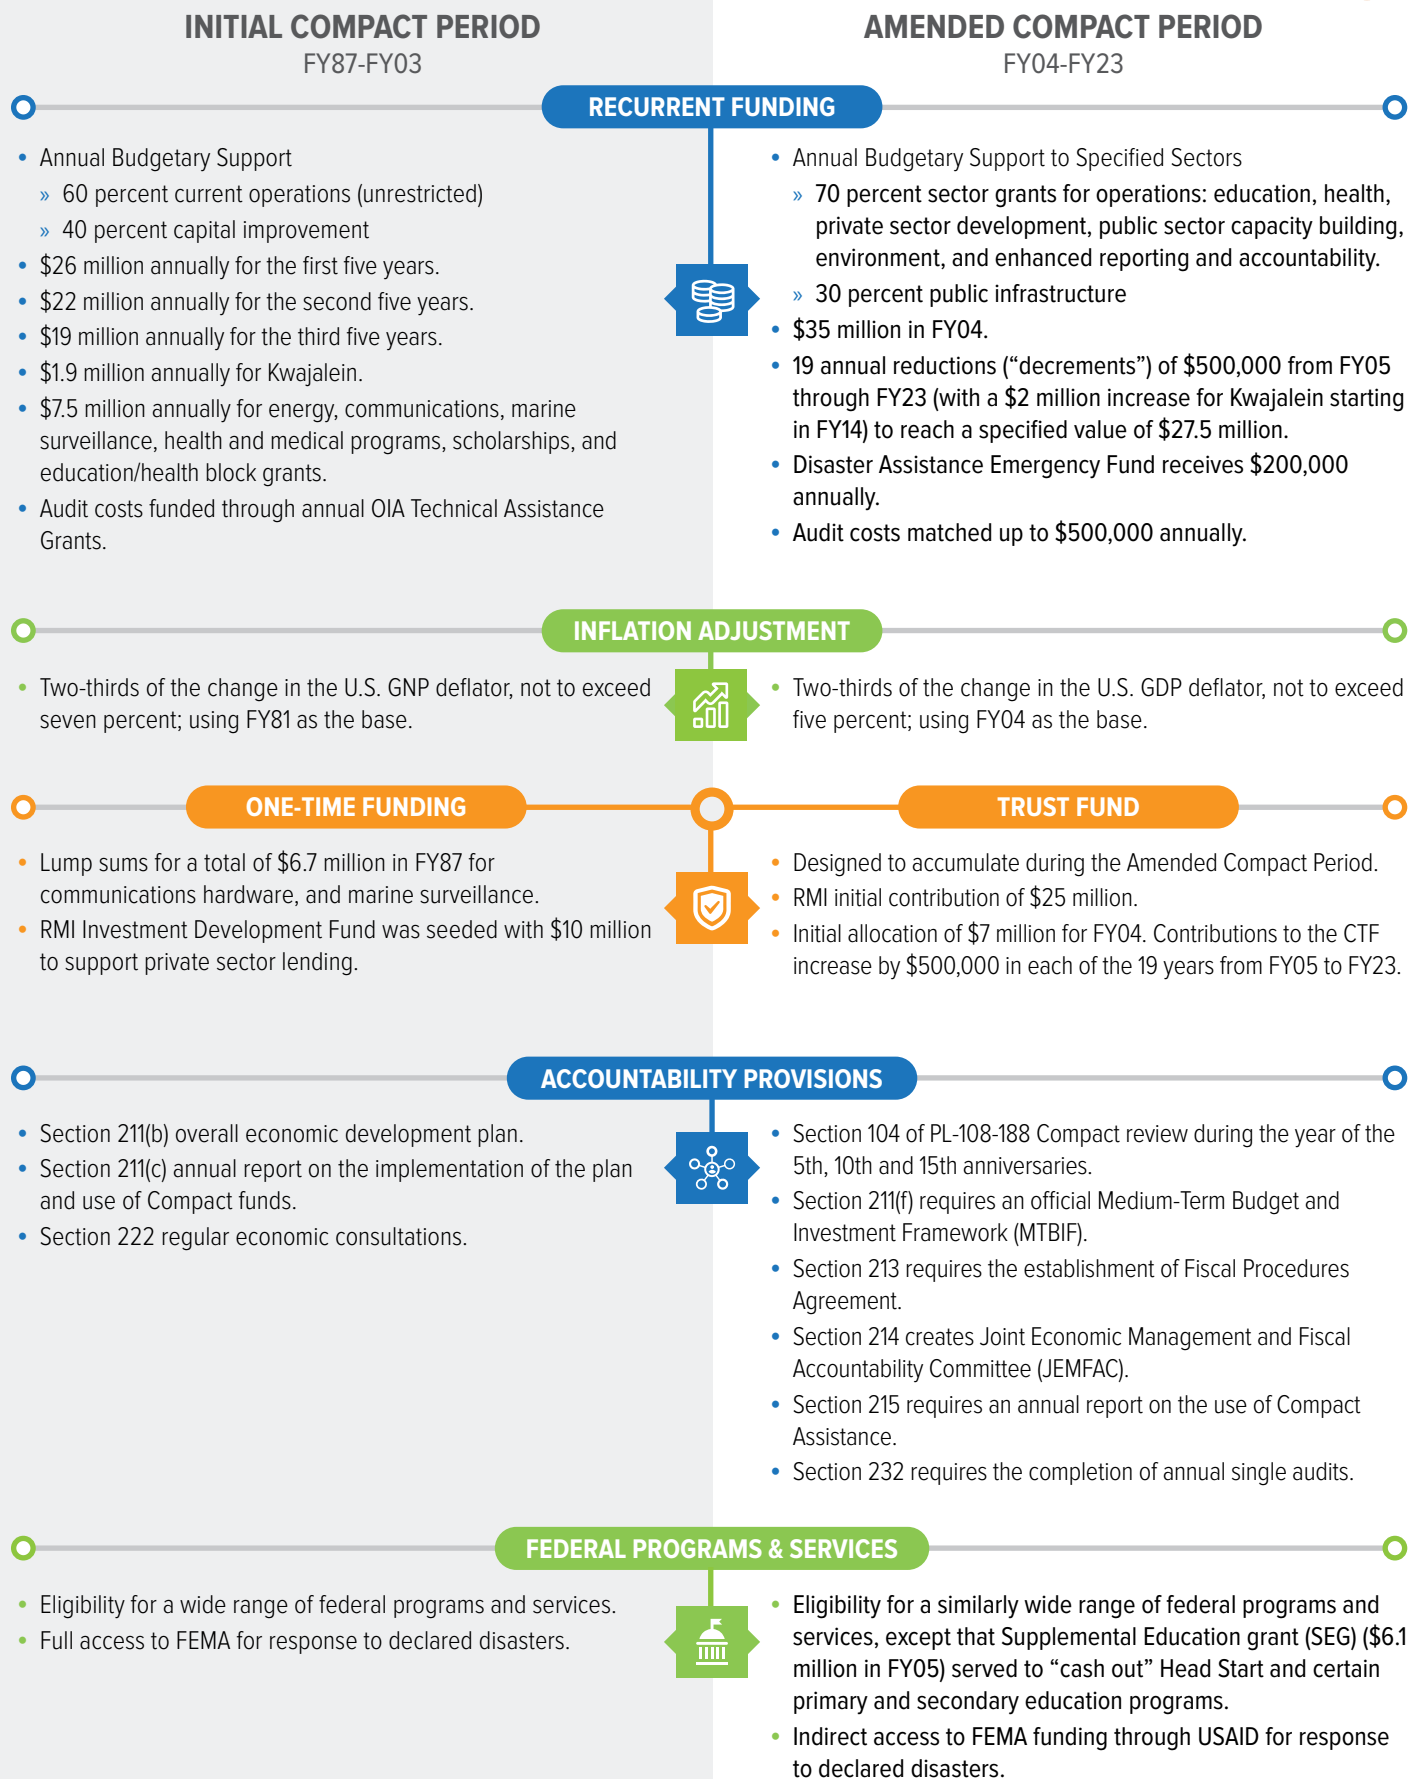 INITIAL COMPACT PERIOD
FY87-FY03
AMENDED COMPACT PERIOD
FY04-FY23
RECURRENT FUNDING
• Annual Budgetary Support
» 60 percent current operations (unrestricted)
» 40 percent capital improvement
• $26 million annually for the first five years.
• $22 million annually for the second five years.
• $19 million annually for the third five years.
• $1.9 million annually for Kwajalein.
• $7.5 million annually for energy, communications, marine
surveillance, health and medical programs, scholarships, and
education/health block grants.
• Audit costs funded through annual OIA Technical Assistance
Grants.
• Annual Budgetary Support to Specified Sectors
» 70 percent sector grants for operations: education, health,
private sector development, public sector capacity building,
environment, and enhanced reporting and accountability.
» 30 percent public infrastructure
• $35 million in FY04.
• 19 annual reductions (“decrements”) of $500,000 from FY05
through FY23 (with a $2 million increase for Kwajalein starting
in FY14) to reach a specified value of $27.5 million.
• Disaster Assistance Emergency Fund receives $200,000
annually.
• Audit costs matched up to $500,000 annually.
INFLATION ADJUSTMENT
• Two-thirds of the change in the U.S. GNP deflator, not to exceed
seven percent; using FY81 as the base.
• Two-thirds of the change in the U.S. GDP deflator, not to exceed
five percent; using FY04 as the base.
ONE-TIME FUNDING
• Lump sums for a total of $6.7 million in FY87 for
communications hardware, and marine surveillance.
• RMI Investment Development Fund was seeded with $10 million
to support private sector lending.
TRUST FUND
• Designed to accumulate during the Amended Compact Period.
• RMI initial contribution of $25 million.
• Initial allocation of $7 million for FY04. Contributions to the CTF
increase by $500,000 in each of the 19 years from FY05 to FY23.
ACCOUNTABILITY PROVISIONS
• Section 211(b) overall economic development plan.
• Section 211(c) annual report on the implementation of the plan
and use of Compact funds.
• Section 222 regular economic consultations.
• Section 104 of PL-108-188 Compact review during the year of the
5th, 10th and 15th anniversaries.
• Section 211(f) requires an official Medium-Term Budget and
Investment Framework (MTBIF).
• Section 213 requires the establishment of Fiscal Procedures
Agreement.
• Section 214 creates Joint Economic Management and Fiscal
Accountability Committee (JEMFAC).
• Section 215 requires an annual report on the use of Compact
Assistance.
• Section 232 requires the completion of annual single audits.
FEDERAL PROGRAMS & SERVICES
• Eligibility for a wide range of federal programs and services.
• Full access to FEMA for response to declared disasters.
• Eligibility for a similarly wide range of federal programs and
services, except that Supplemental Education grant (SEG) ($6.1
million in FY05) served to “cash out” Head Start and certain
primary and secondary education programs.
• Indirect access to FEMA funding through USAID for response
to declared disasters.